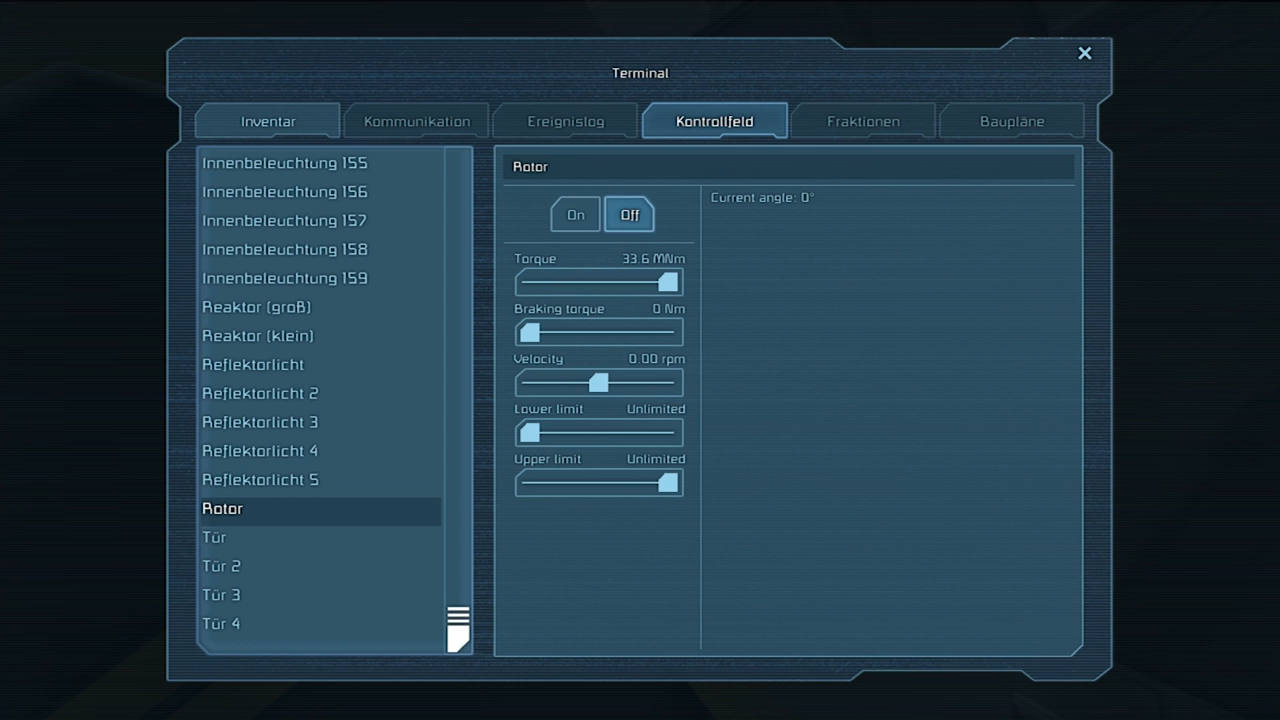 Terminal
Inventar
Kommunikation
Ereignislog
Kontrollfeld
Fraktionen
Baupläne
Innenbeleuchtung 155
Innenbeleuchtung 156
Innenbeleuchtung 157
Innenbeleuchtung 158
Innenbeleuchtung 159
Reaktor (groß)
Reaktor (klein)
Reflektorlicht
Reflektorlicht 2
Reflektorlicht 3
Reflektorlicht 4
Reflektorlicht 5
Rotor
Tür
Tür 2
Tür 3
Tür 4
Rotor
On Off
Torque 33.6 MNm
Braking torque 0 Nm
Velocity 0.00 rpm
Lower limit Unlimited
Upper limit Unlimited
Current angle: 0°